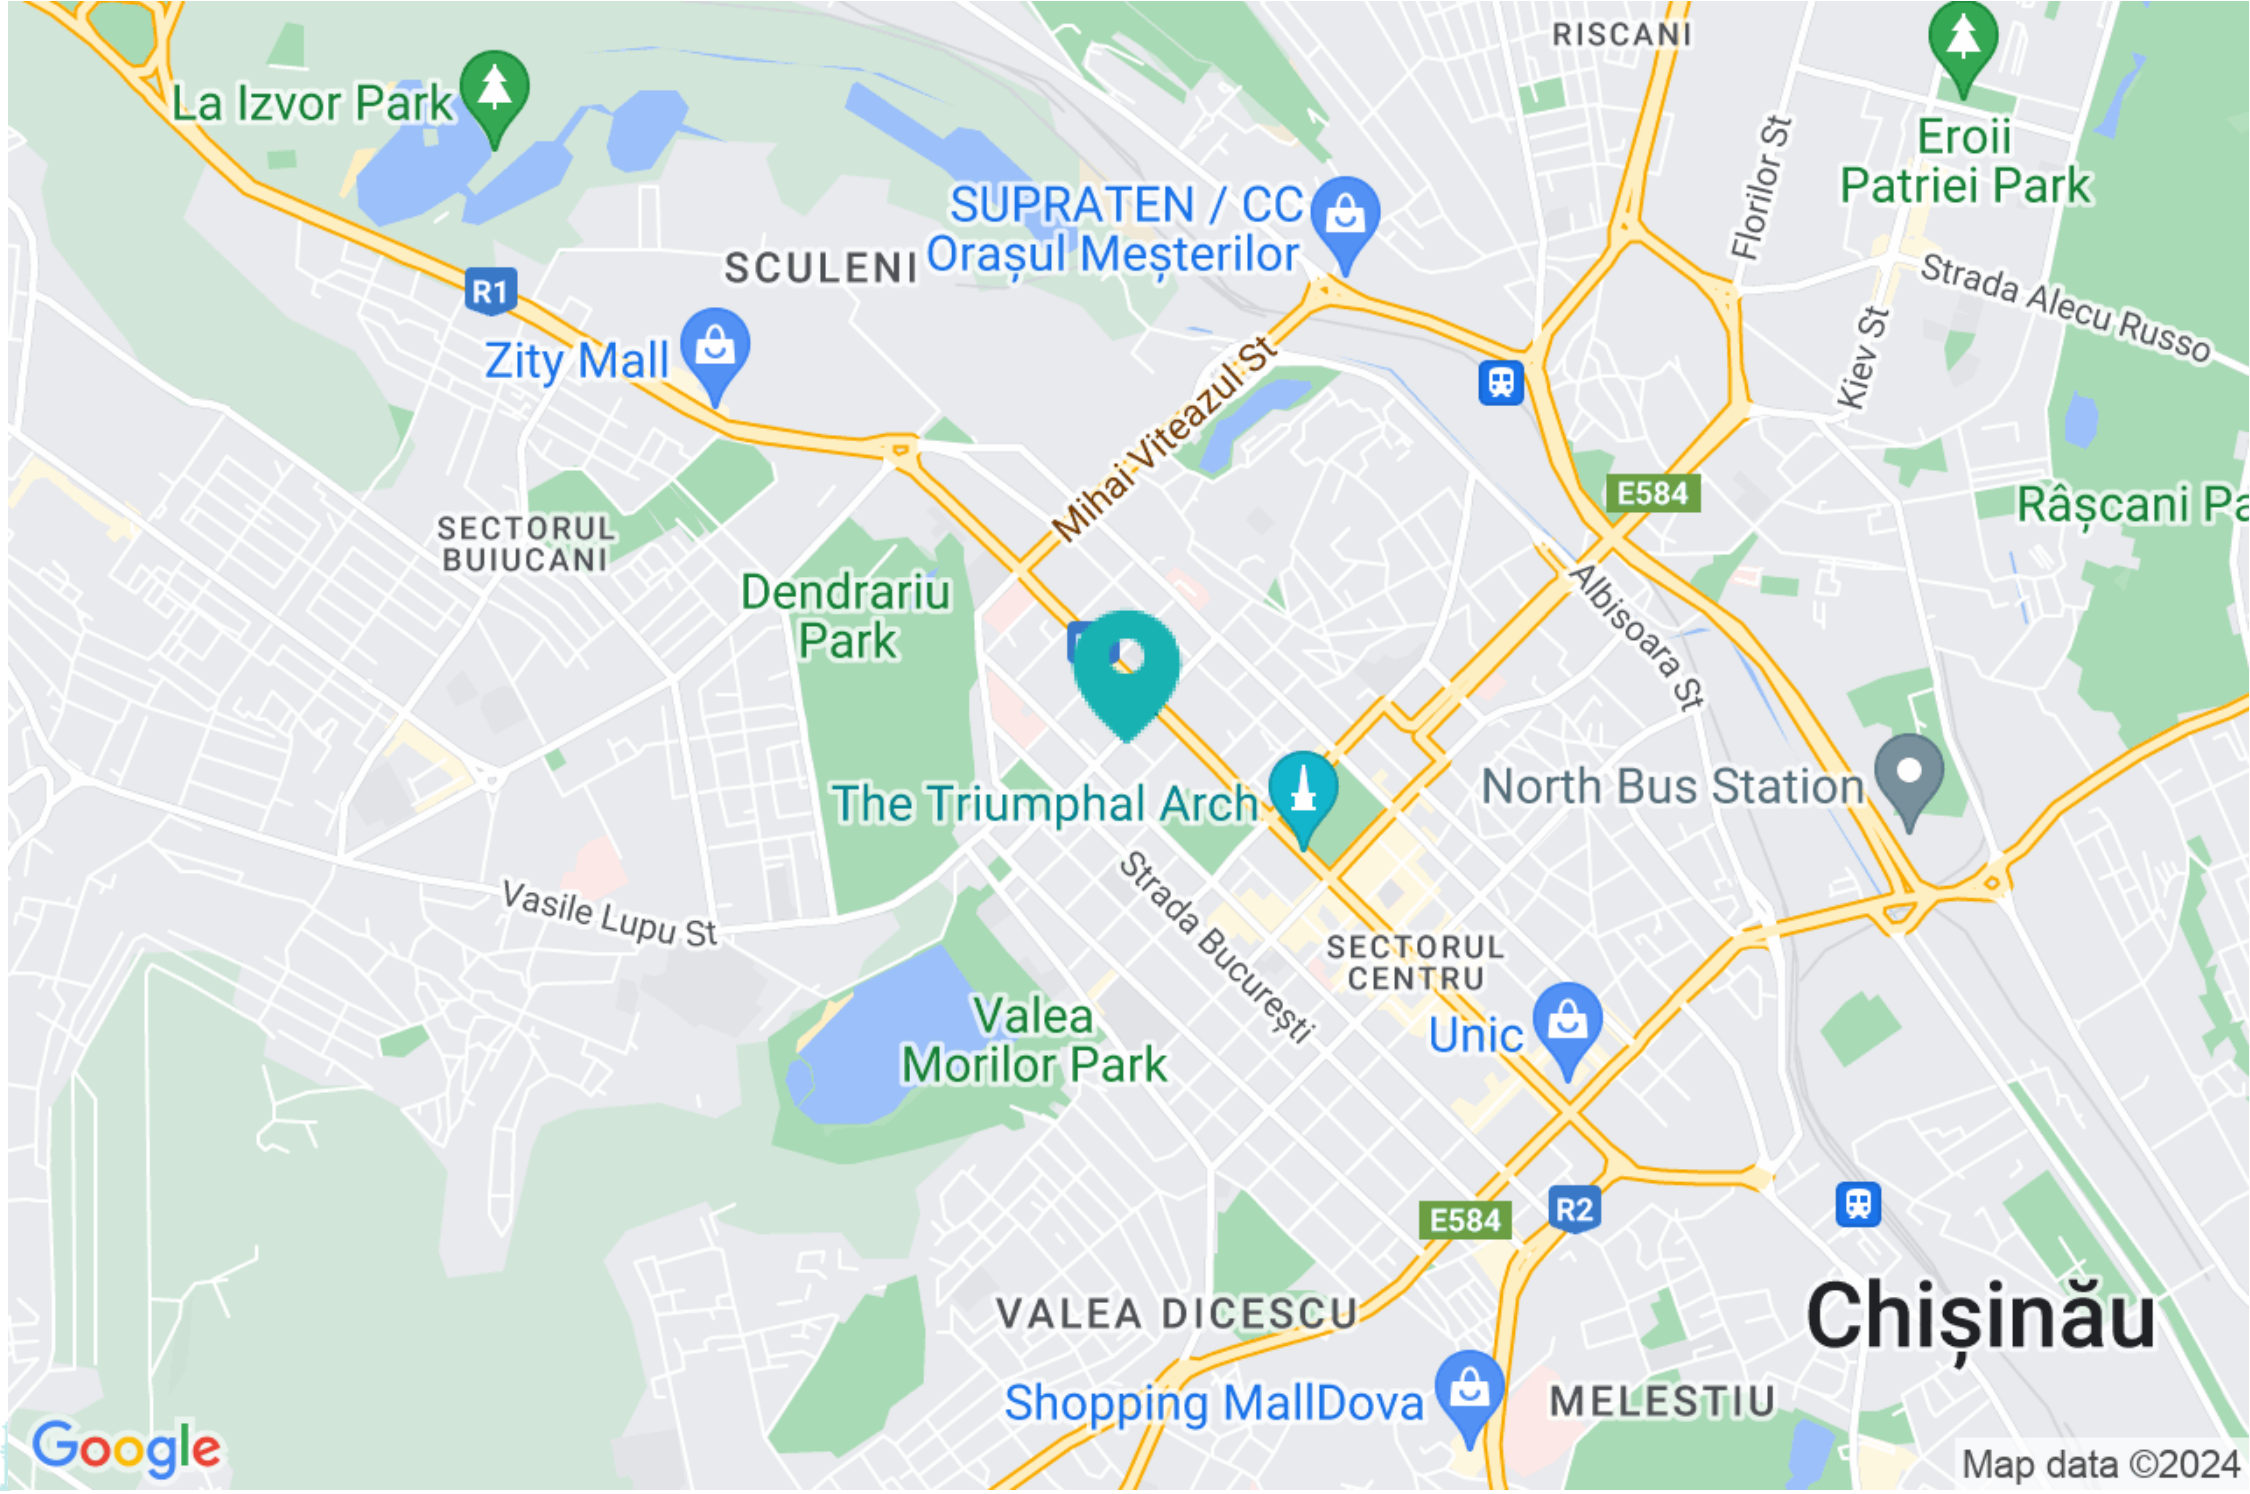 RISCANI
La Izvor Park
Eroii
Patriei Park
Florilor St
SUPRATEN / CC
Orașul Meșterilor
SCULENI
R1
Strada Alecu Russo
Zity Mall
Kiev St
Mihai Viteazul St
E584
Râșcani Pa
SECTORUL
BUIUCANI
Dendrariu
Park
Albisoara St
The Triumphal Arch
North Bus Station
Vasile Lupu St
Strada București
SECTORUL
CENTRU
Valea
Morilor Park
Unic
E584
R2
VALEA DICESCU
Chișinău
Shopping MallDova
MELESTIU
Google
Map data ©2024